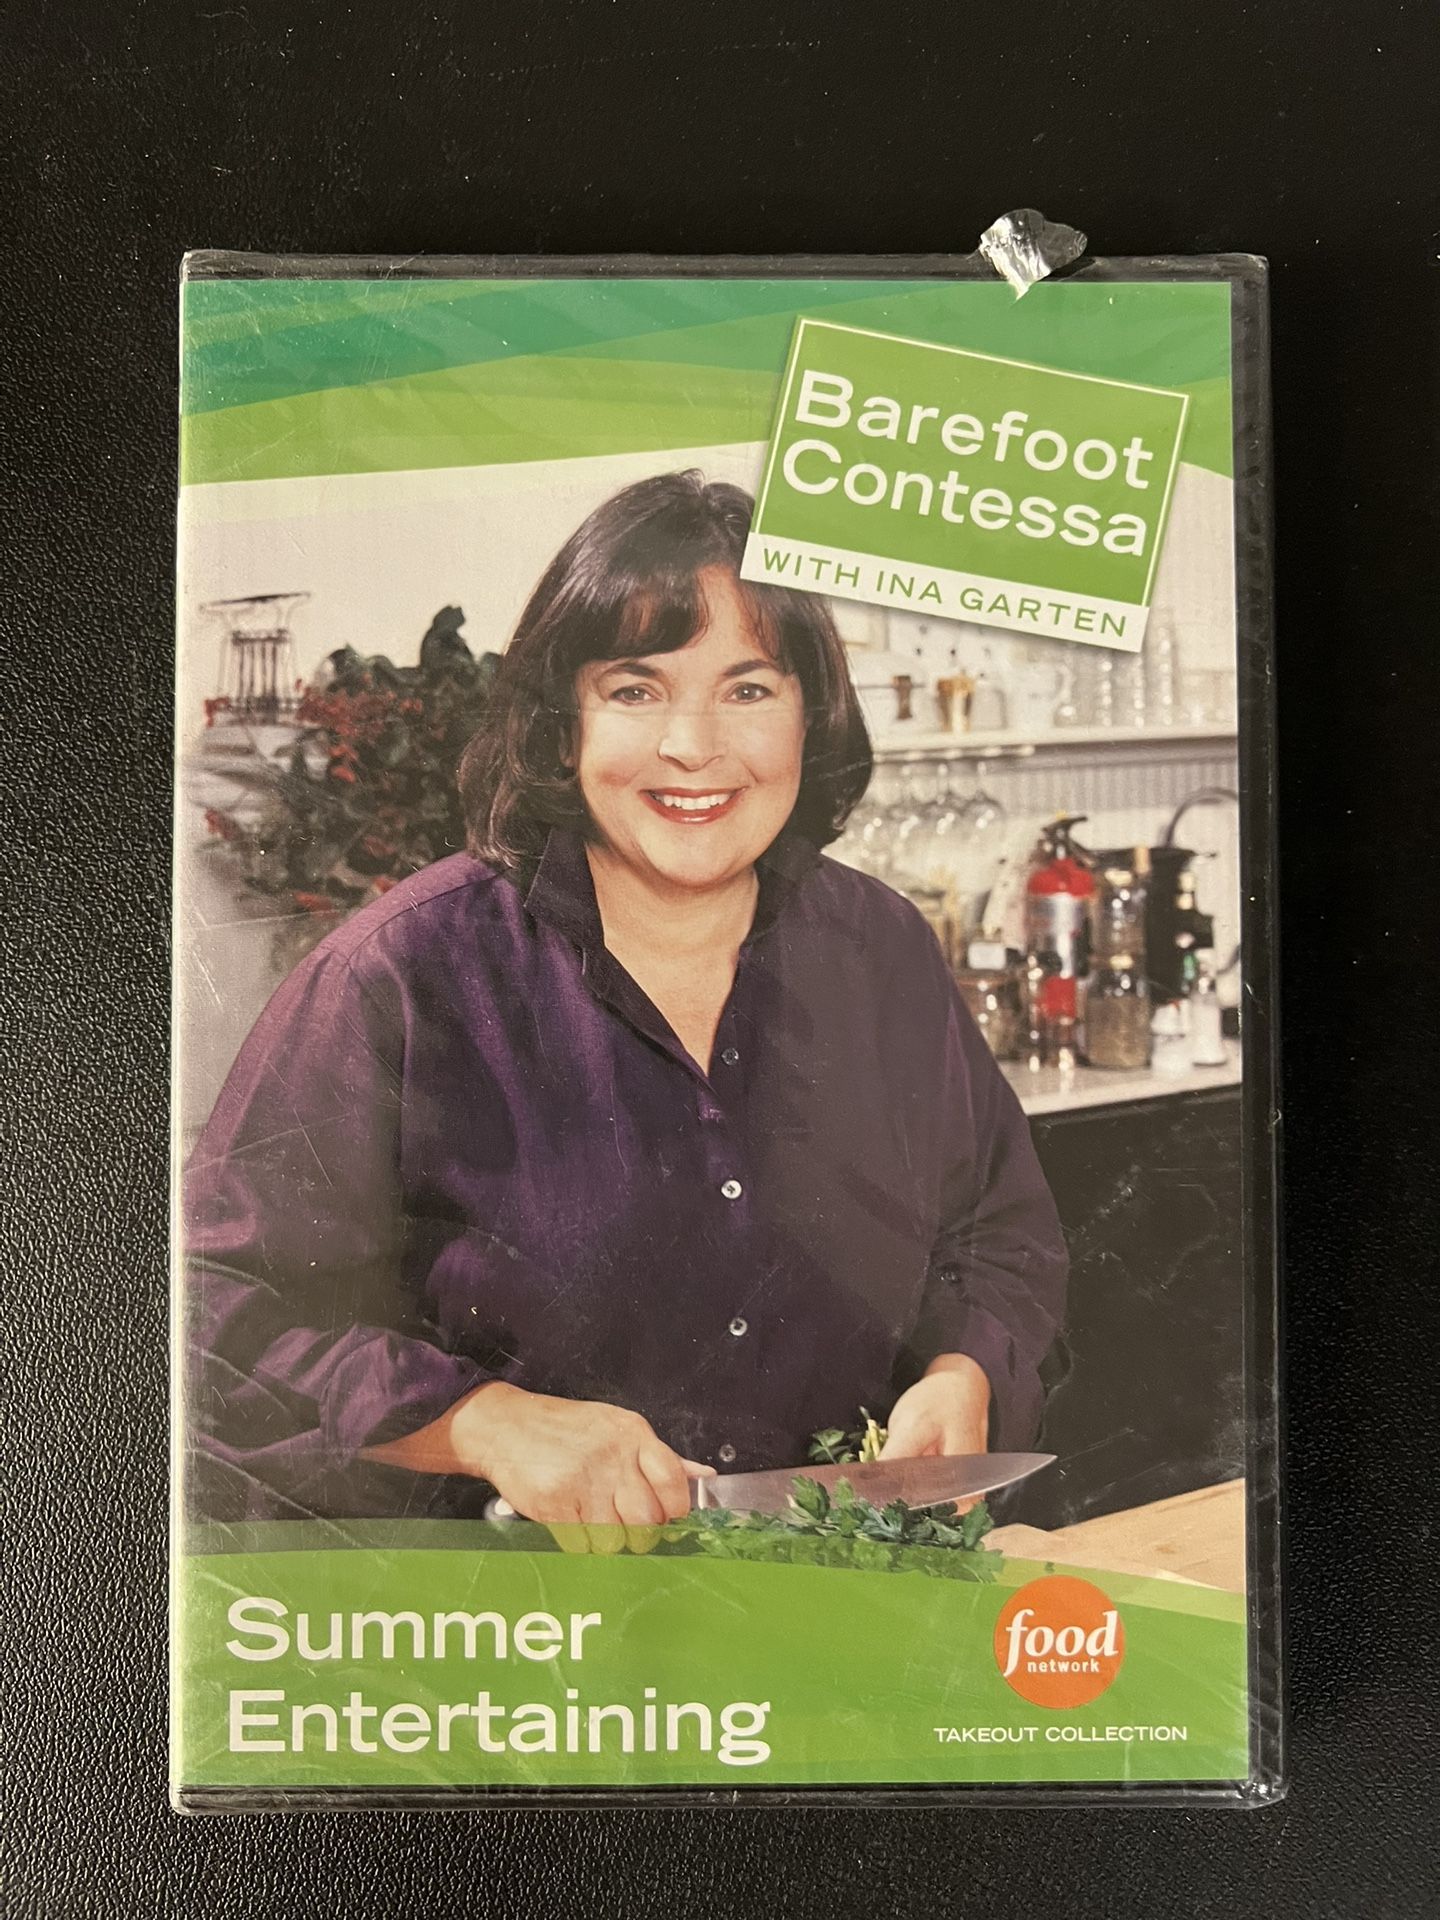 Barefoot
Contessa
WITH INA GARTEN
Summer
Entertaining
food
network
TAKEOUT COLLECTION